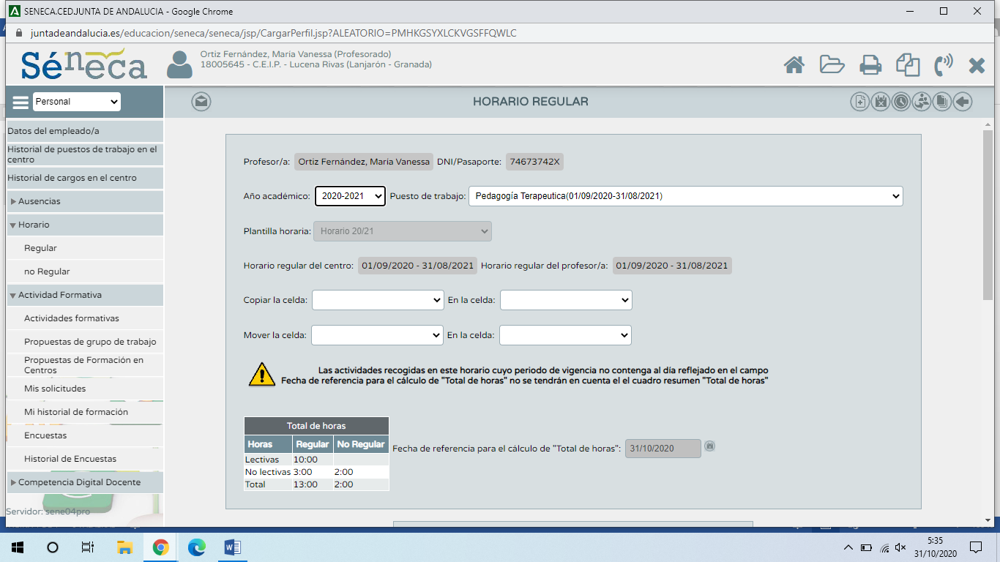 SENECA.CED.JUNTA DE ANDALUCIA - Google Chrome
juntadeandalucia.es/educacion/seneca/seneca/jsp/CargarPerfil.jsp?ALEATORIO=PMHKGSYXLCKVGSFFQWLC
Séneca
Ortiz Fernández, María Vanessa (Profesorado)
18005645 - C.E.I.P. - Lucena Rivas (Lanjarón - Granada)
Personal
HORARIO REGULAR
Datos del empleado/a
Historial de puestos de trabajo en el
centro
Historial de cargos en el centro
Ausencias
Horario
Regular
no Regular
Actividad Formativa
Actividades formativas
Propuestas de grupo de trabajo
Propuestas de Formación en
Centros
Mis solicitudes
Mi historial de formación
Encuestas
Historial de Encuestas
Competencia Digital Docente
Servidor: sene04pro
Profesor/a: Ortiz Fernández, María Vanessa DNI/Pasaporte: 74673742X
Año académico: 2020-2021 Puesto de trabajo: Pedagogía Terapeutica(01/09/2020-31/08/2021)
Plantilla horaria: Horario 20/21
Horario regular del centro: 01/09/2020 - 31/08/2021 Horario regular del profesor/a: 01/09/2020 - 31/08/2021
Copiar la celda: En la celda:
Mover la celda: En la celda:
Las actividades recogidas en este horario cuyo periodo de vigencia no contenga al día reflejado en el campo
Fecha de referencia para el cálculo de "Total de horas" no se tendrán en cuenta el el cuadro resumen "Total de horas"
Total de horas
Horas Regular No Regular
Lectivas 10:00
No lectivas 3:00 2:00
Total 13:00 2:00
Fecha de referencia para el cálculo de "Total de horas": 31/10/2020
5:35
31/10/2020